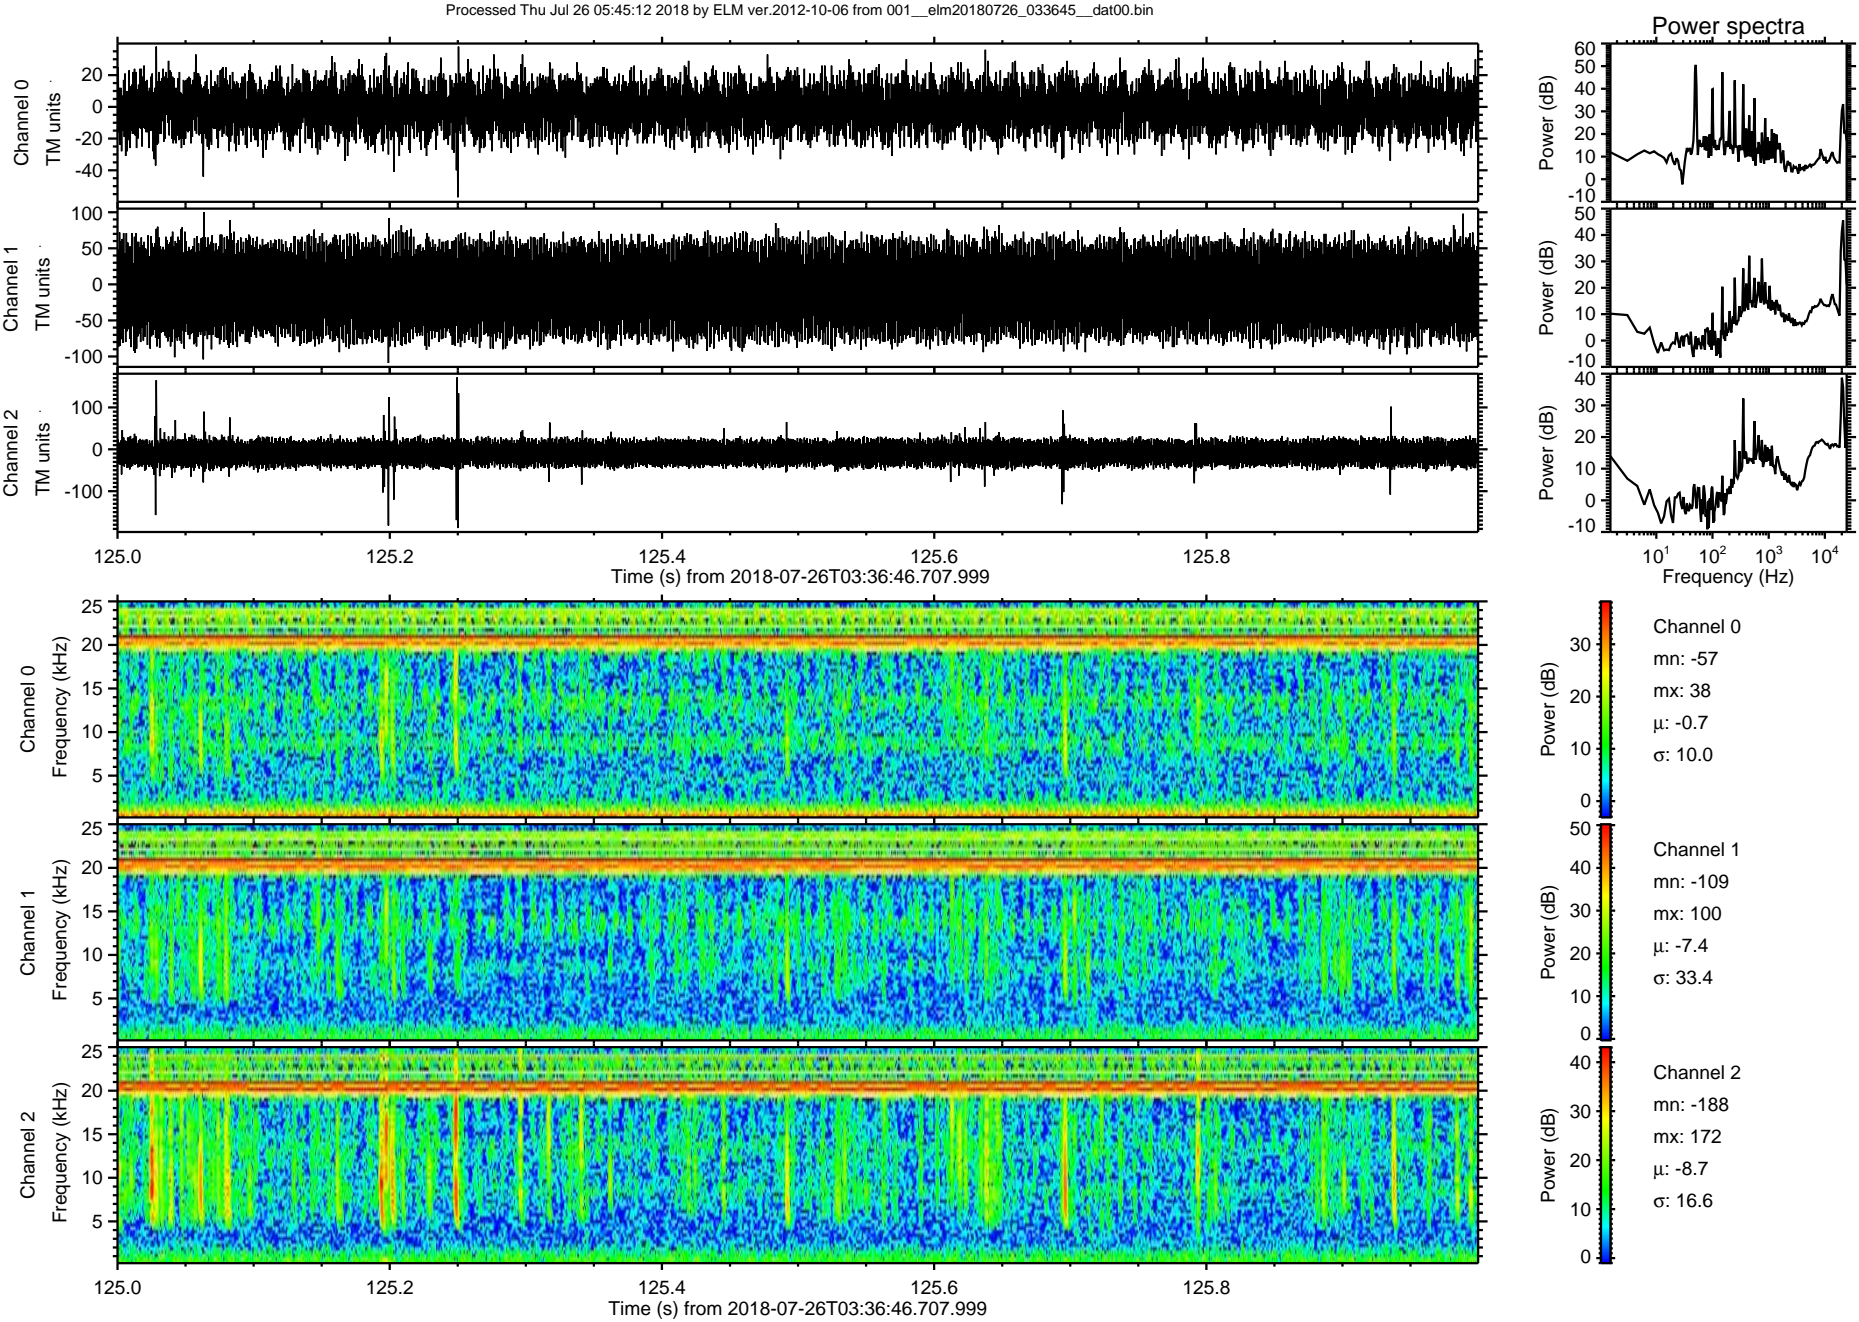 Processed Thu Jul 26 05:45:12 2018 by ELM ver.2012-10-06 from 001__elm20180726_033645__dat00.bin
Power spectra
Channel 0
TM units
20
0
-20
-40
Power (dB)
60
50
40
30
20
10
0
-10
Channel 1
TM units
100
50
0
-50
-100
Power (dB)
50
40
30
20
10
0
-10
Channel 2
TM units
100
0
-100
Power (dB)
40
30
20
10
0
-10
125.0 125.2 125.4 125.6 125.8
Time (s) from 2018-07-26T03:36:46.707.999
10^1 10^2 10^3 10^4
Frequency (Hz)
Channel 0
Frequency (kHz)
25
20
15
10
5
Power (dB)
30
20
10
0
Channel 0
mn: -57
mx: 38
μ: -0.7
σ: 10.0
Channel 1
Frequency (kHz)
25
20
15
10
5
Power (dB)
50
40
30
20
10
0
Channel 1
mn: -109
mx: 100
μ: -7.4
σ: 33.4
Channel 2
Frequency (kHz)
25
20
15
10
5
Power (dB)
40
30
20
10
0
Channel 2
mn: -188
mx: 172
μ: -8.7
σ: 16.6
125.0 125.2 125.4 125.6 125.8
Time (s) from 2018-07-26T03:36:46.707.999